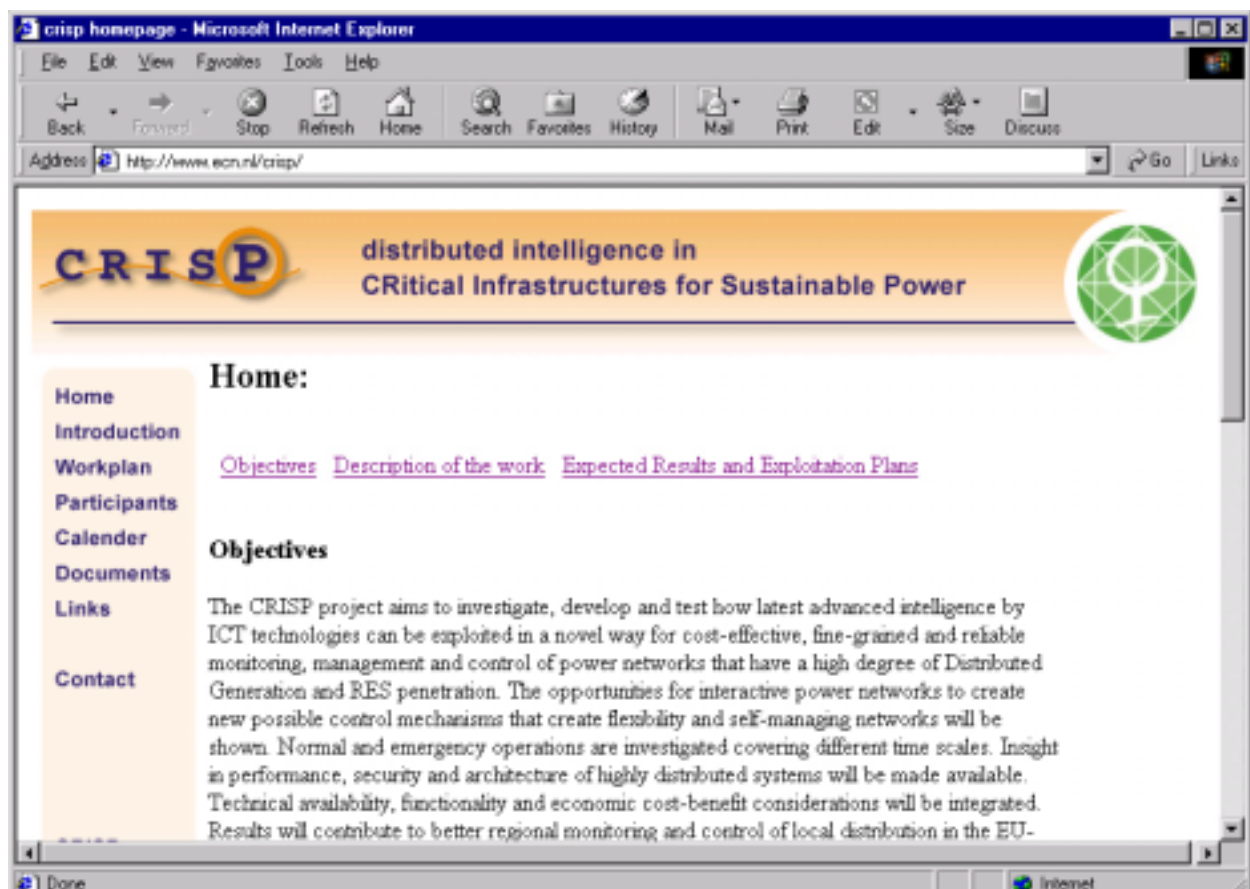 crisp homepage - Microsoft Internet Explorer
File Edit View Favorites Tools Help
Back Forward Stop Refresh Home Search Favorites History Mail Print Edit Size Discuss
Address http://www.ecn.nl/crisp/ Go Links
CRISP
distributed intelligence in
CRitical Infrastructures for Sustainable Power
Home
Introduction
Workplan
Participants
Calender
Documents
Links
Contact
Home:
Objectives Description of the work Expected Results and Exploitation Plans
Objectives
The CRISP project aims to investigate, develop and test how latest advanced intelligence by
ICT technologies can be exploited in a novel way for cost-effective, fine-grained and reliable
monitoring, management and control of power networks that have a high degree of Distributed
Generation and RES penetration. The opportunities for interactive power networks to create
new possible control mechanisms that create flexibility and self-managing networks will be
shown. Normal and emergency operations are investigated covering different time scales. Insight
in performance, security and architecture of highly distributed systems will be made available.
Technical availability, functionality and economic cost-benefit considerations will be integrated.
Results will contribute to better regional monitoring and control of local distribution in the EU-
Done Internet